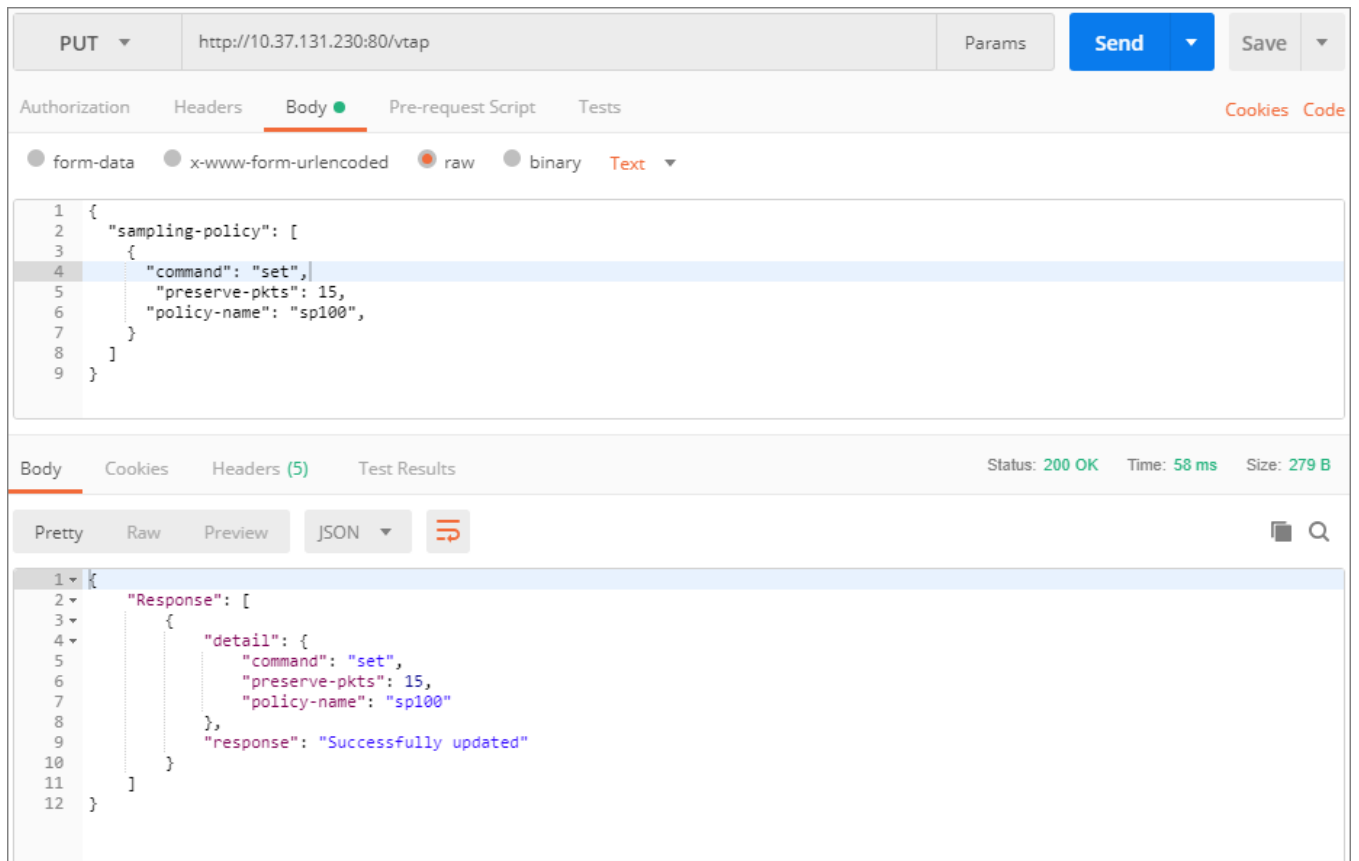 PUT http://10.37.131.230:80/vtap Params Send Save
Authorization Headers Body Pre-request Script Tests Cookies Code
form-data x-www-form-urlencoded raw binary Text
1 {
2   "sampling-policy": [
3     {
4       "command": "set",
5        "preserve-pkts": 15,
6       "policy-name": "sp100",
7     }
8   ]
9 }
Body Cookies Headers (5) Test Results Status: 200 OK Time: 58 ms Size: 279 B
Pretty Raw Preview JSON
1 {
2     "Response": [
3         {
4             "detail": {
5                 "command": "set",
6                 "preserve-pkts": 15,
7                 "policy-name": "sp100"
8             },
9             "response": "Successfully updated"
10         }
11     ]
12 }